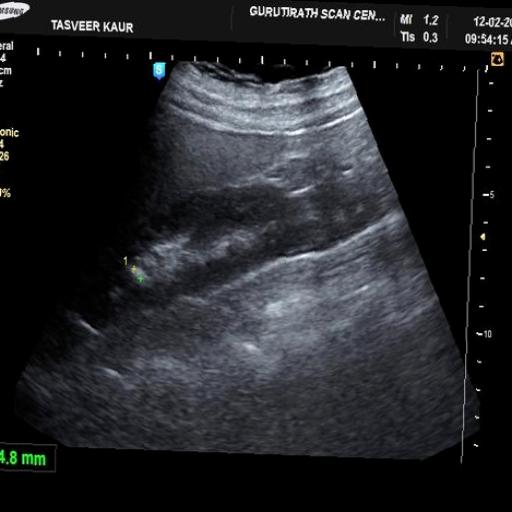 SAMSUNG
TASVEER KAUR
GURUTIRATH SCAN CEN...
MI 1.2
TIs 0.3
12-02-20
09:54:15
eral
4
cm
z
onic
4
26
)%
S
5
10
1
4.8 mm